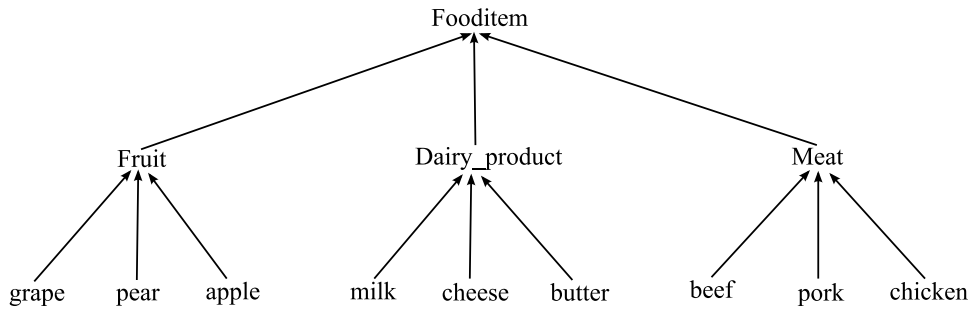 Fooditem
Fruit Dairy_product Meat
grape pear apple milk cheese butter beef pork chicken